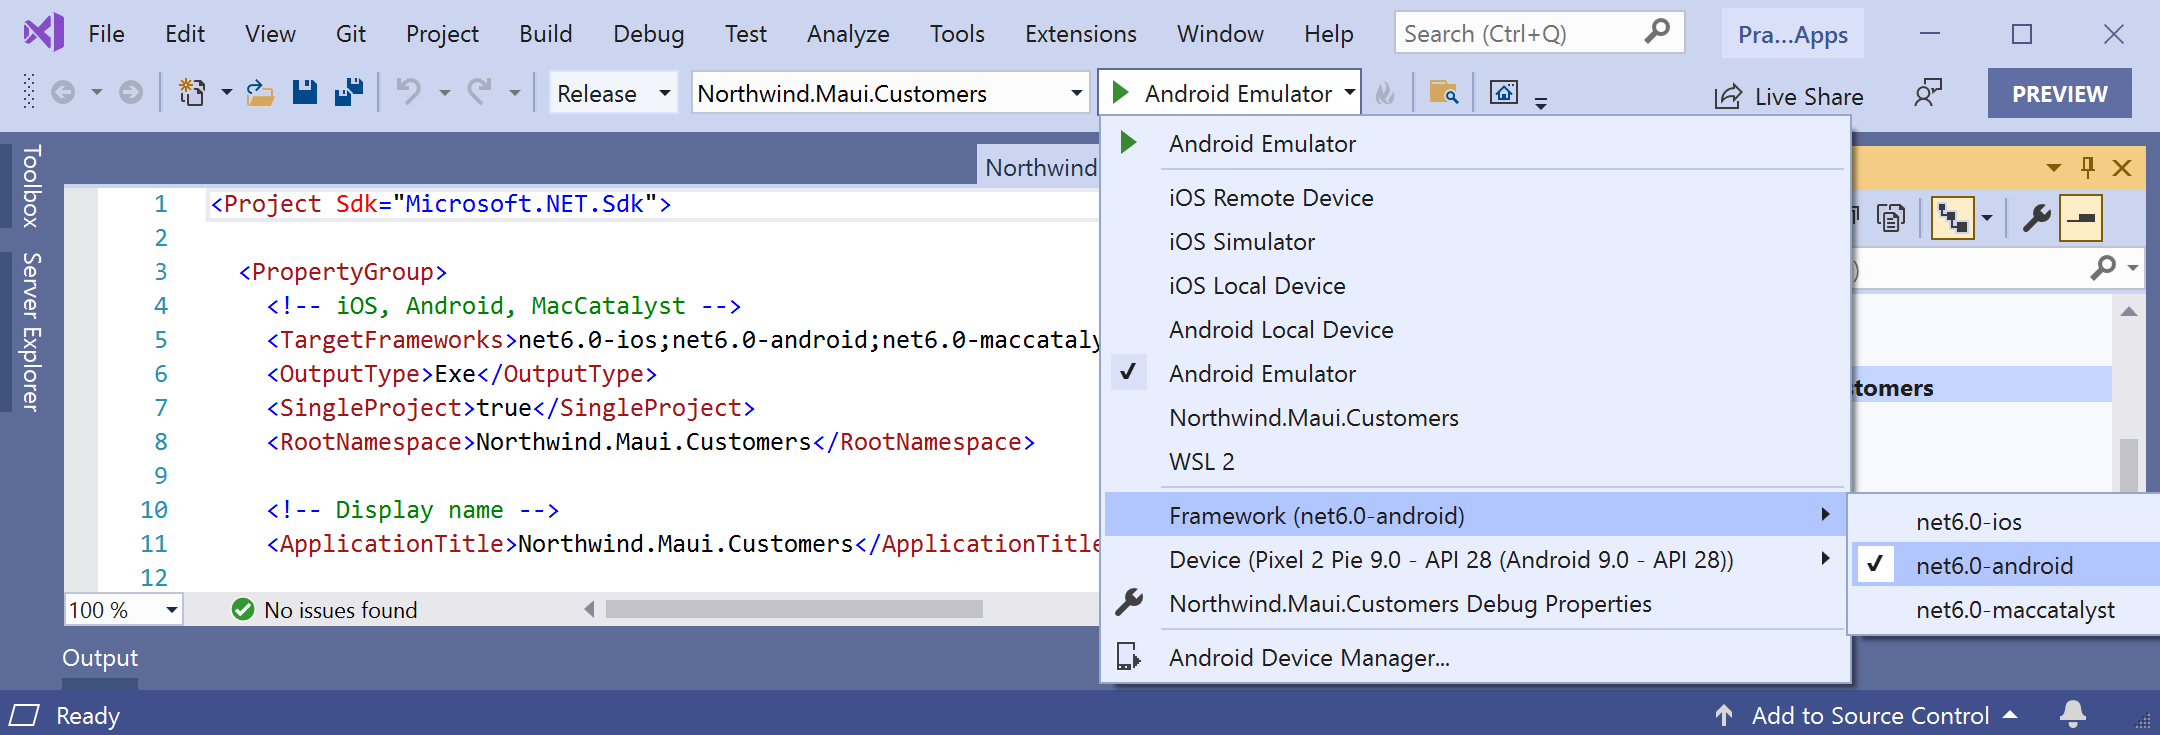 File Edit View Git Project Build Debug Test Analyze Tools Extensions Window Help Search (Ctrl+Q) Pra...Apps
Release Northwind.Maui.Customers Android Emulator Live Share PREVIEW
Toolbox
Server Explorer
Northwind
1 <Project Sdk="Microsoft.NET.Sdk">
2
3 <PropertyGroup>
4 <!-- iOS, Android, MacCatalyst -->
5 <TargetFrameworks>net6.0-ios;net6.0-android;net6.0-maccataly
6 <OutputType>Exe</OutputType>
7 <SingleProject>true</SingleProject>
8 <RootNamespace>Northwind.Maui.Customers</RootNamespace>
9
10 <!-- Display name -->
11 <ApplicationTitle>Northwind.Maui.Customers</ApplicationTitle
12
100 % No issues found
Android Emulator
iOS Remote Device
iOS Simulator
iOS Local Device
Android Local Device
Android Emulator
Northwind.Maui.Customers
WSL 2
Framework (net6.0-android)
Device (Pixel 2 Pie 9.0 - API 28 (Android 9.0 - API 28))
Northwind.Maui.Customers Debug Properties
Android Device Manager...
net6.0-ios
net6.0-android
net6.0-maccatalyst
)
stomers
Output
Ready Add to Source Control